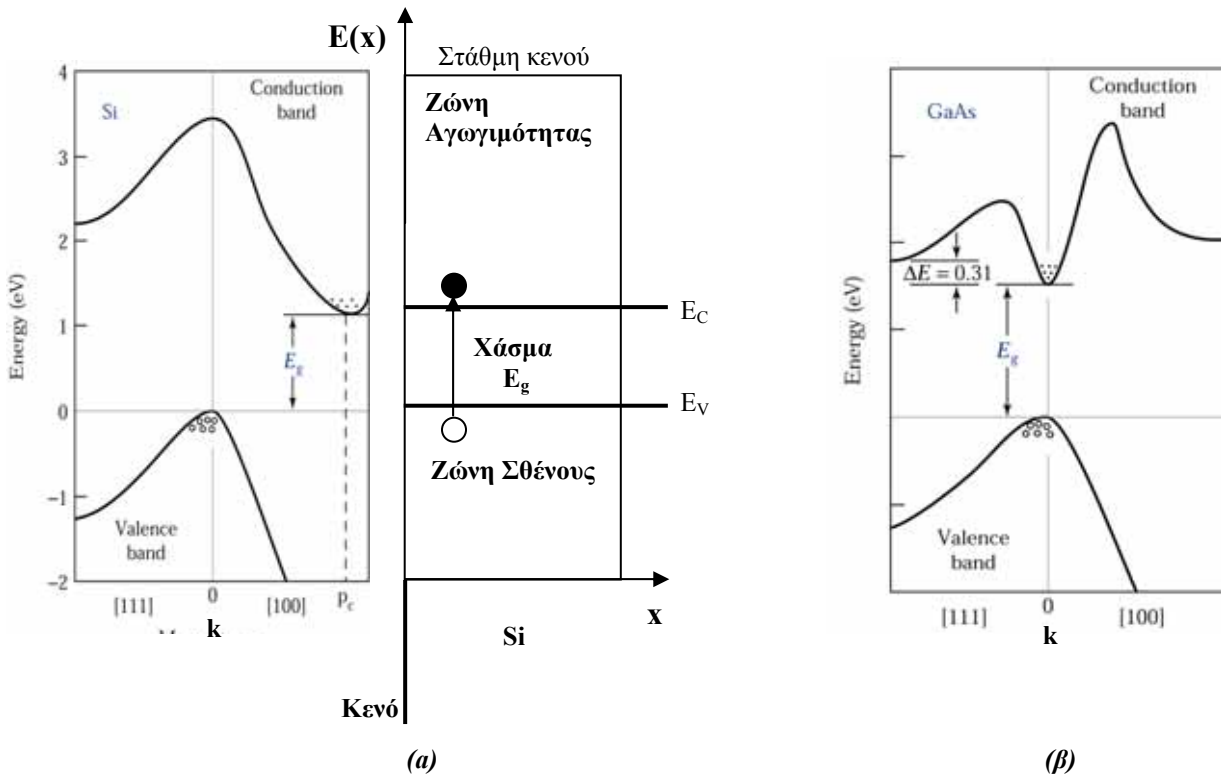 E(x)
Στάθμη κενού
Ζώνη
Αγωγιμότητας
E_C
Χάσμα
E_g
E_V
Ζώνη Σθένους
x
Si
Κενό
4
3
2
1
0
−1
−2
Energy (eV)
Si
Conduction
band
E_g
Valence
band
[111]
0
[100]
p_c
k
(α)
GaAs
Conduction
band
ΔE = 0.31
E_g
Energy (eV)
Valence
band
[111]
0
[100]
k
(β)